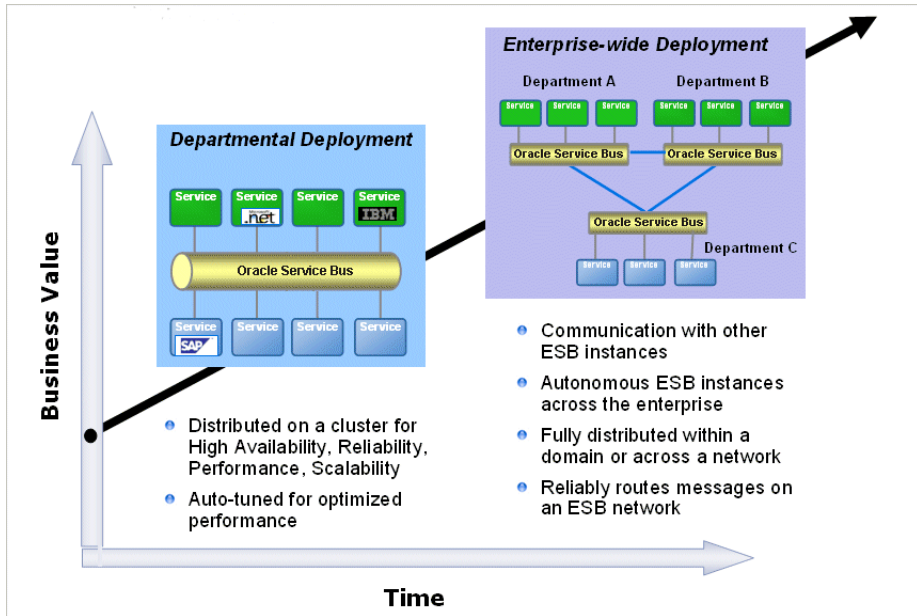 Enterprise-wide Deployment
Department A
Department B
Service Service Service
Service Service Service
Oracle Service Bus
Oracle Service Bus
Oracle Service Bus
Department C
Service Service Service
Departmental Deployment
Service Service Service Service
Microsoft
.net
IBM
Oracle Service Bus
Service Service Service Service
SAP
Business Value
Distributed on a cluster for
High Availability, Reliability,
Performance, Scalability
Auto-tuned for optimized
performance
Communication with other
ESB instances
Autonomous ESB instances
across the enterprise
Fully distributed within a
domain or across a network
Reliably routes messages on
an ESB network
Time